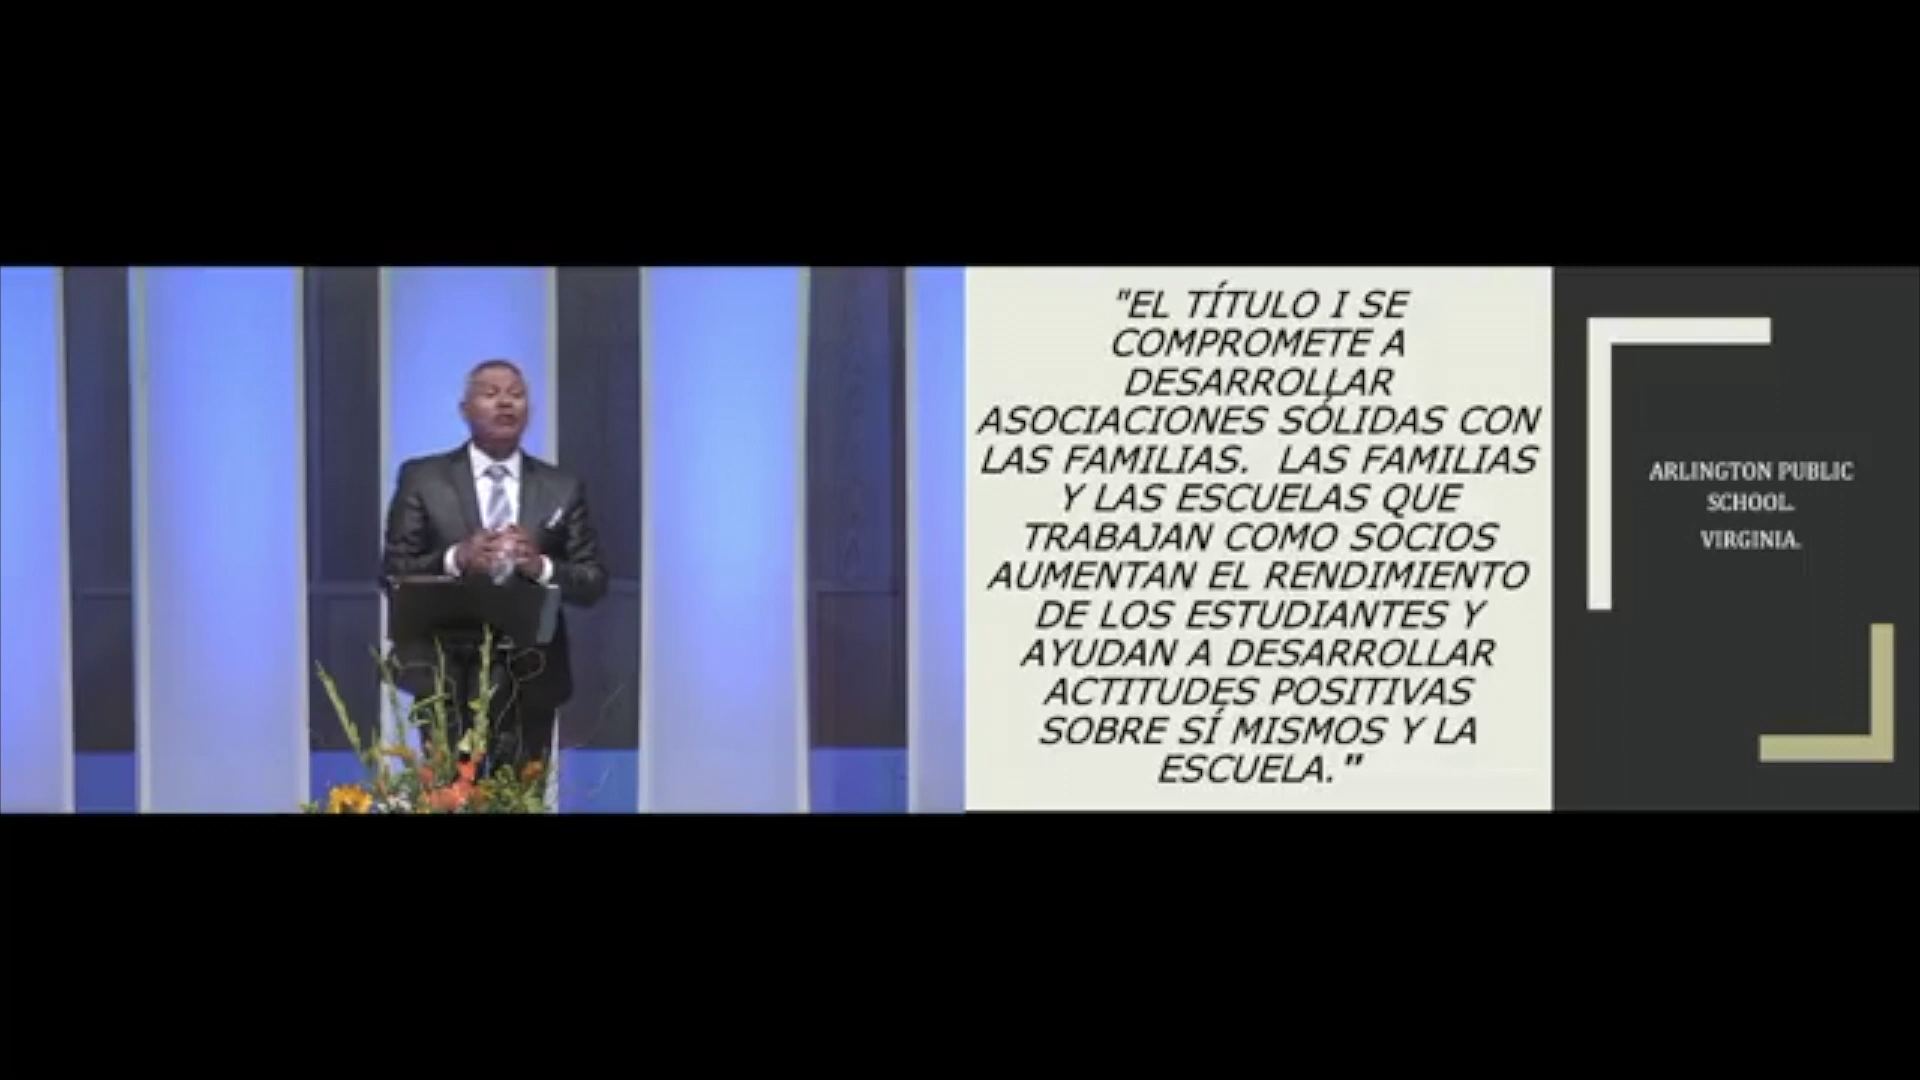 "EL TÍTULO I SE
COMPROMETE A
DESARROLLAR
ASOCIACIONES SÓLIDAS CON
LAS FAMILIAS. LAS FAMILIAS
Y LAS ESCUELAS QUE
TRABAJAN COMO SOCIOS
AUMENTAN EL RENDIMIENTO
DE LOS ESTUDIANTES Y
AYUDAN A DESARROLLAR
ACTITUDES POSITIVAS
SOBRE SÍ MISMOS Y LA
ESCUELA."
ARLINGTON PUBLIC
SCHOOL.
VIRGINIA.